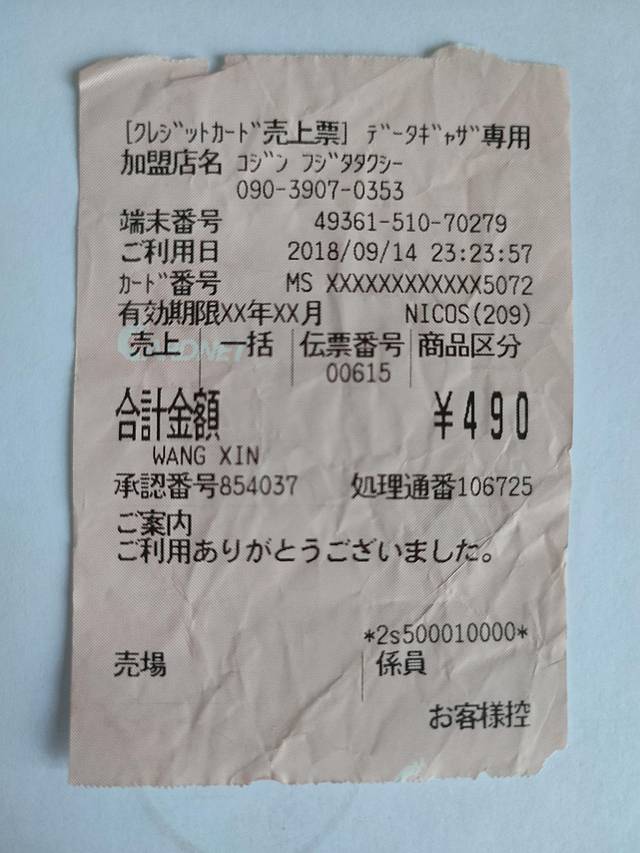 [クレジットカード売上票] データギャザ専用
加盟店名 コジン フジタタクシー
090-3907-0353
端末番号 49361-510-70279
ご利用日 2018/09/14 23:23:57
カード番号 MS XXXXXXXXXXXX5072
有効期限XX年XX月 NICOS(209)
CARDNET
売上 一括 伝票番号 商品区分
00615
合計金額 ¥490
WANG XIN
承認番号854037 処理通番106725
ご案内
ご利用ありがとうございました。
*2s500010000*
売場 係員
お客様控